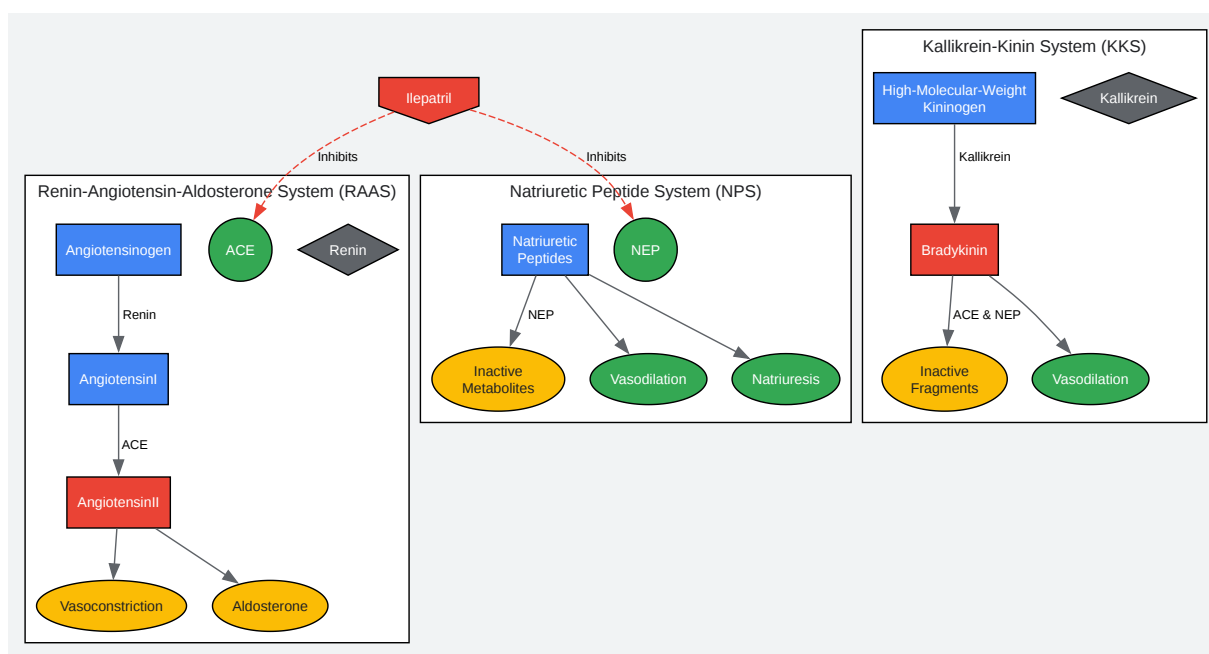 Ilepatril
Inhibits
Inhibits
Renin-Angiotensin-Aldosterone System (RAAS)
Angiotensinogen
ACE
Renin
Renin
AngiotensinI
ACE
AngiotensinII
Vasoconstriction
Aldosterone
Natriuretic Peptide System (NPS)
Natriuretic
Peptides
NEP
NEP
Inactive
Metabolites
Vasodilation
Natriuresis
Kallikrein-Kinin System (KKS)
High-Molecular-Weight
Kininogen
Kallikrein
Kallikrein
Bradykinin
ACE & NEP
Inactive
Fragments
Vasodilation